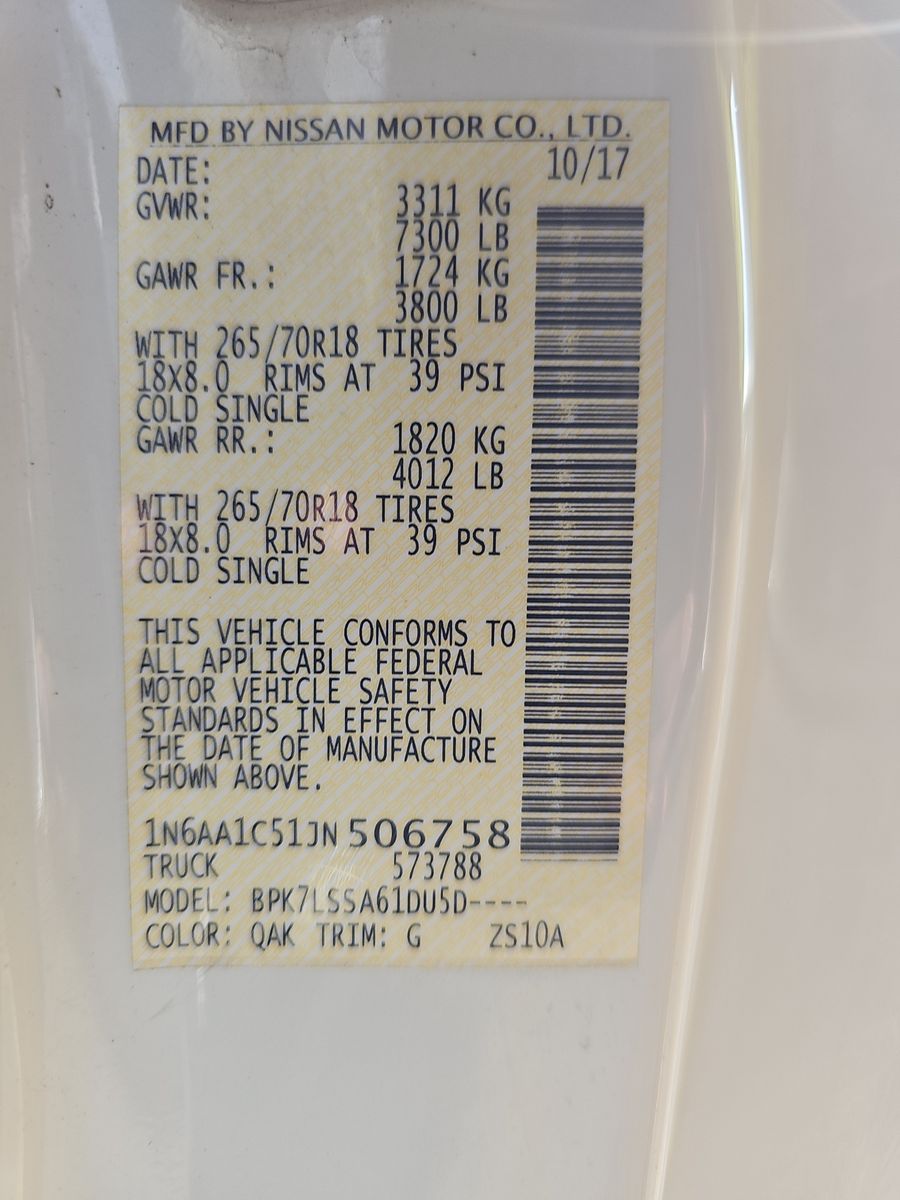 MFD BY NISSAN MOTOR CO., LTD.
DATE: 10/17
GVWR: 3311 KG
7300 LB
GAWR FR.: 1724 KG
3800 LB
WITH 265/70R18 TIRES
18X8.0 RIMS AT 39 PSI
COLD SINGLE
GAWR RR.: 1820 KG
4012 LB
WITH 265/70R18 TIRES
18X8.0 RIMS AT 39 PSI
COLD SINGLE
THIS VEHICLE CONFORMS TO
ALL APPLICABLE FEDERAL
MOTOR VEHICLE SAFETY
STANDARDS IN EFFECT ON
THE DATE OF MANUFACTURE
SHOWN ABOVE.
1N6AA1C51JN506758
TRUCK 573788
MODEL: BPK7LSSA61DU5D----
COLOR: QAK TRIM: G ZS10A